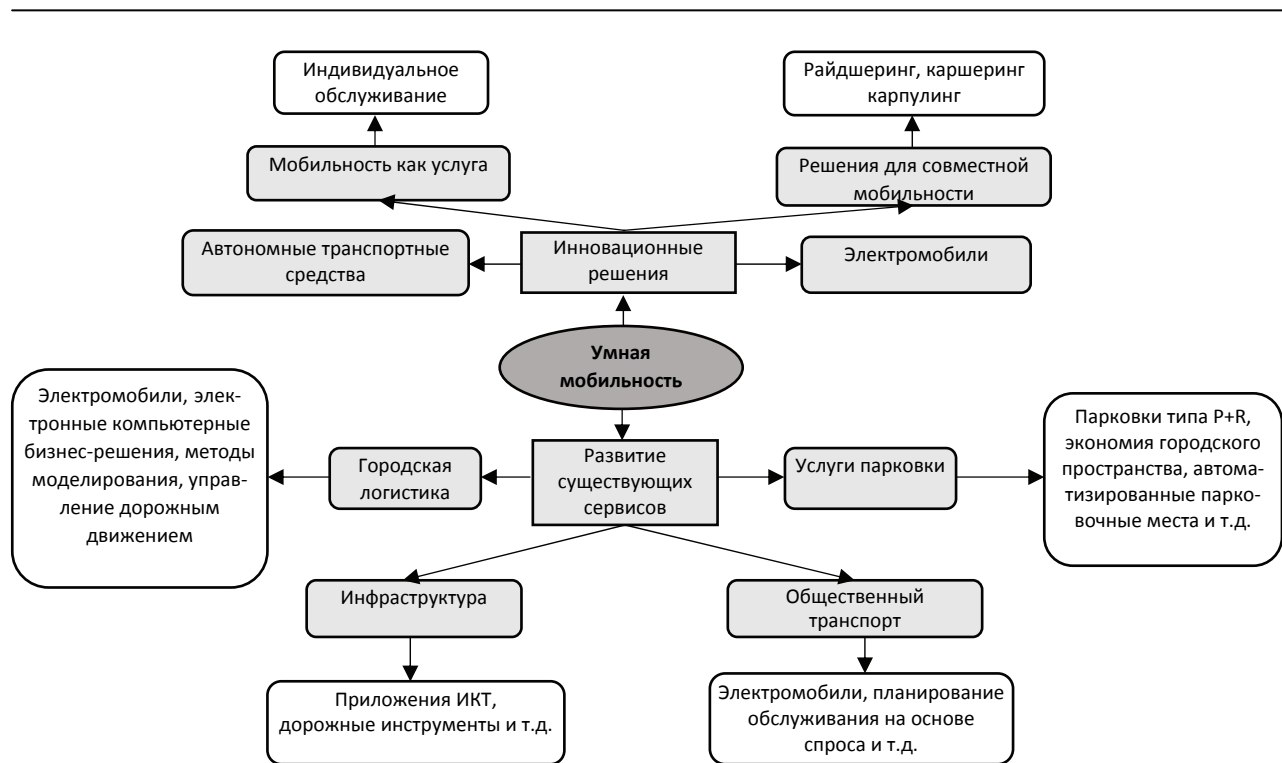 Индивидуальное
обслуживание
Райдшеринг, каршеринг
карпулинг
Мобильность как услуга
Решения для совместной
мобильности
Автономные транспортные
средства
Инновационные
решения
Электромобили
Умная
мобильность
Электромобили, элек-
тронные компьютерные
бизнес-решения, методы
моделирования, управ-
ление дорожным
движением
Городская
логистика
Развитие
существующих
сервисов
Услуги парковки
Парковки типа P+R,
экономия городского
пространства, автома-
тизированные парко-
вочные места и т.д.
Инфраструктура
Общественный
транспорт
Приложения ИКТ,
дорожные инструменты и т.д.
Электромобили, планирование
обслуживания на основе
спроса и т.д.